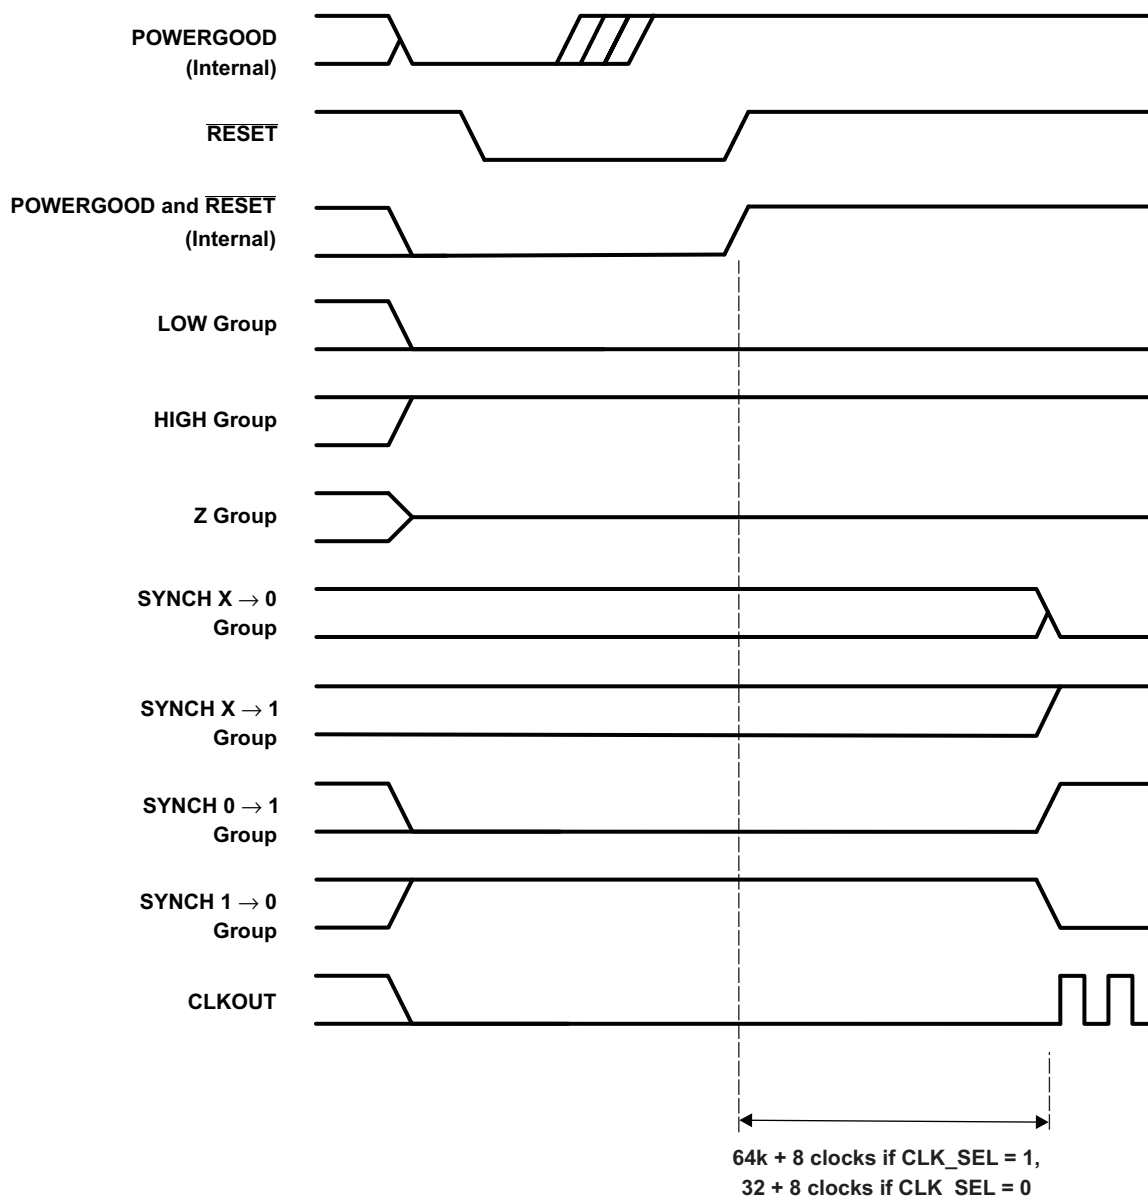 POWERGOOD
(Internal)
RESET
POWERGOOD and RESET
(Internal)
LOW Group
HIGH Group
Z Group
SYNCH X → 0
Group
SYNCH X → 1
Group
SYNCH 0 → 1
Group
SYNCH 1 → 0
Group
CLKOUT
64k + 8 clocks if CLK_SEL = 1,
32 + 8 clocks if CLK_SEL = 0